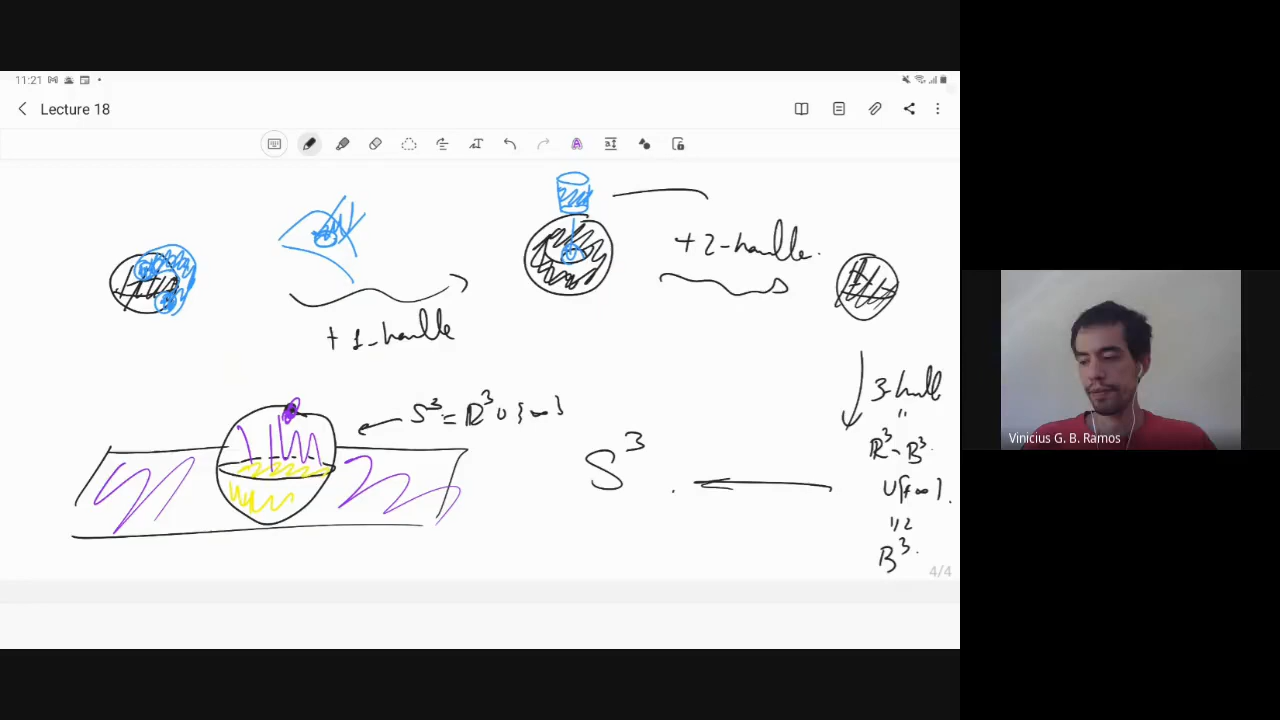 11:21
Lecture 18
+ 2-handle.
+ 1-handle
S³ = ℝ³ ∪ {∞}
3-handle
"
ℝ³ - B³
∪ {+∞}.
B³.
S³.
4/4
Vinicius G. B. Ramos